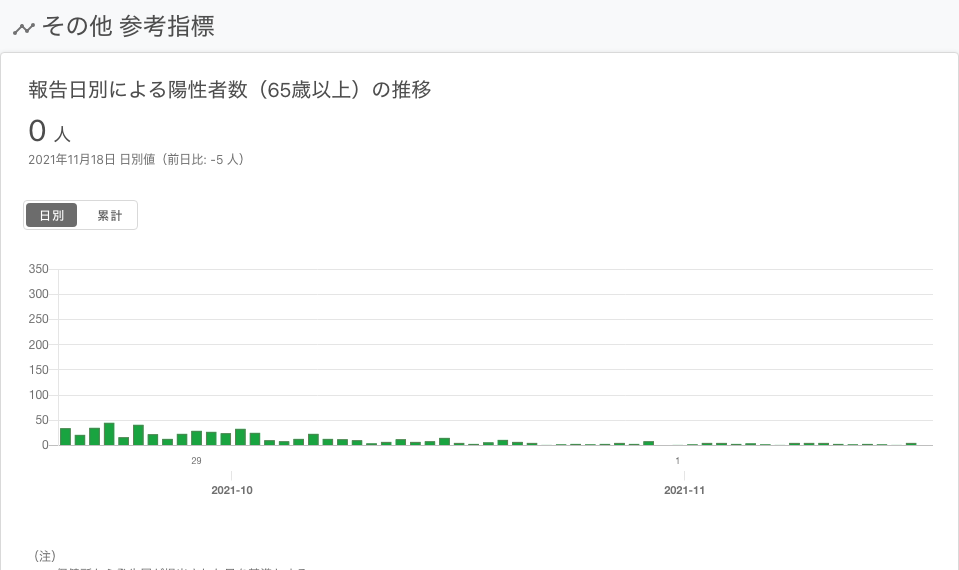 その他 参考指標
報告日別による陽性者数（65歳以上）の推移
0 人
2021年11月18日 日別値（前日比: -5 人）
日別 累計
350
300
250
200
150
100
50
0
29 1
2021-10 2021-11
（注）